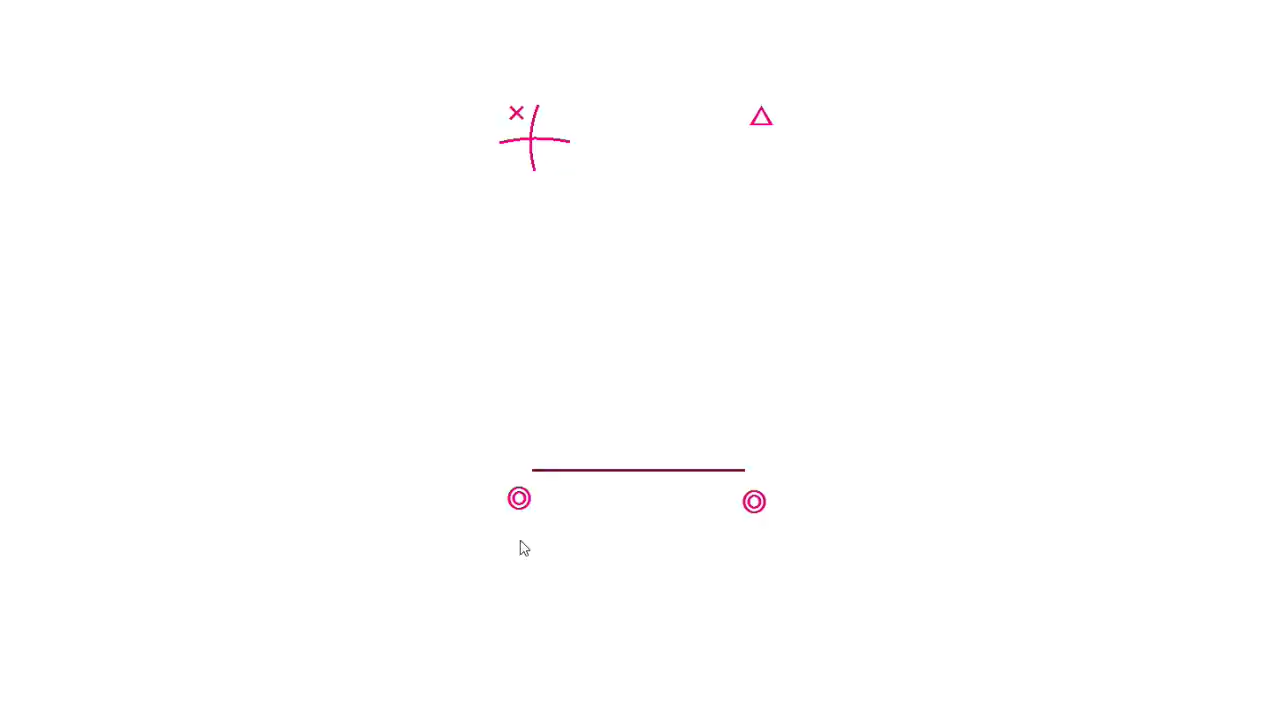 × △
◎ ◎